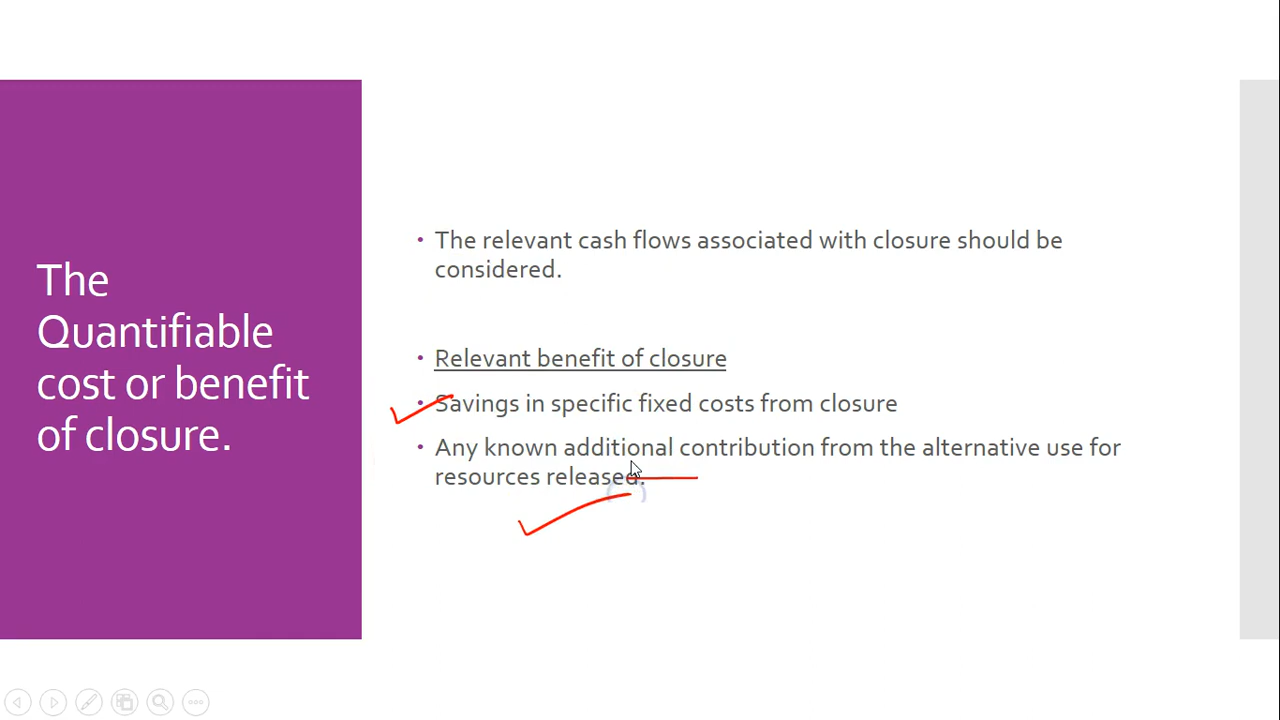 The
Quantifiable
cost or benefit
of closure.
• The relevant cash flows associated with closure should be
considered.
• Relevant benefit of closure
• Savings in specific fixed costs from closure
• Any known additional contribution from the alternative use for
resources released.